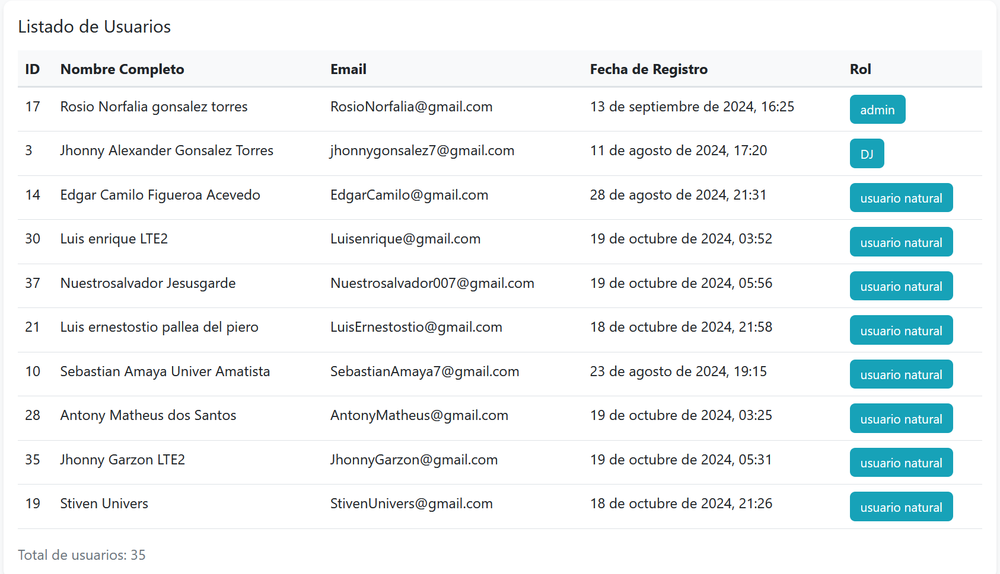 Listado de Usuarios
ID Nombre Completo Email Fecha de Registro Rol
17 Rosio Norfalia gonsalez torres RosioNorfalia@gmail.com 13 de septiembre de 2024, 16:25 admin
3 Jhonny Alexander Gonsalez Torres jhonnygonsalez7@gmail.com 11 de agosto de 2024, 17:20 DJ
14 Edgar Camilo Figueroa Acevedo EdgarCamilo@gmail.com 28 de agosto de 2024, 21:31 usuario natural
30 Luis enrique LTE2 Luisenrique@gmail.com 19 de octubre de 2024, 03:52 usuario natural
37 Nuestrosalvador Jesusgarde Nuestrosalvador007@gmail.com 19 de octubre de 2024, 05:56 usuario natural
21 Luis ernestostio pallea del piero LuisErnestostio@gmail.com 18 de octubre de 2024, 21:58 usuario natural
10 Sebastian Amaya Univer Amatista SebastianAmaya7@gmail.com 23 de agosto de 2024, 19:15 usuario natural
28 Antony Matheus dos Santos AntonyMatheus@gmail.com 19 de octubre de 2024, 03:25 usuario natural
35 Jhonny Garzon LTE2 JhonnyGarzon@gmail.com 19 de octubre de 2024, 05:31 usuario natural
19 Stiven Univers StivenUnivers@gmail.com 18 de octubre de 2024, 21:26 usuario natural
Total de usuarios: 35